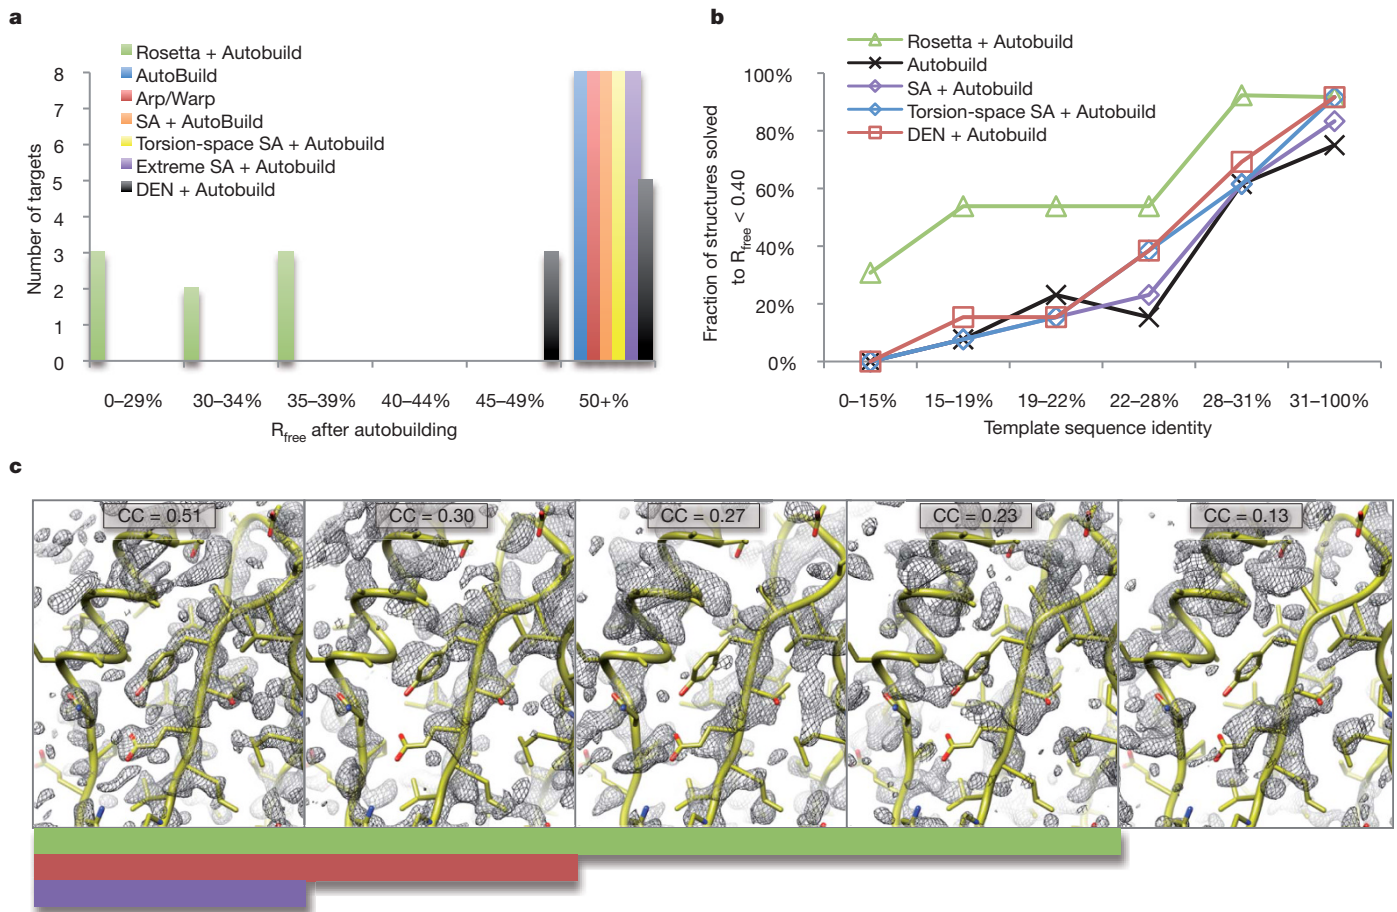 a
Rosetta + Autobuild
AutoBuild
Arp/Warp
SA + AutoBuild
Torsion-space SA + Autobuild
Extreme SA + Autobuild
DEN + Autobuild
Number of targets
8
7
6
5
4
3
2
1
0
0–29%
30–34%
35–39%
40–44%
45–49%
50+%
Rfree after autobuilding
b
Rosetta + Autobuild
Autobuild
SA + Autobuild
Torsion-space SA + Autobuild
DEN + Autobuild
Fraction of structures solved
to Rfree < 0.40
100%
80%
60%
40%
20%
0%
0–15%
15–19%
19–22%
22–28%
28–31%
31–100%
Template sequence identity
c
CC = 0.51
CC = 0.30
CC = 0.27
CC = 0.23
CC = 0.13